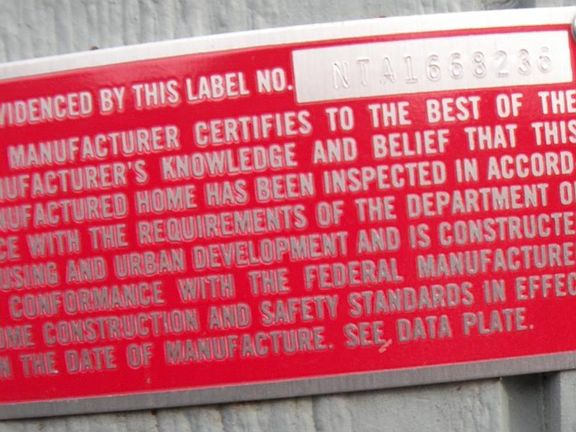 VIDENCED BY THIS LABEL NO. NTA1668236
MANUFACTURER CERTIFIES TO THE BEST OF THE
NUFACTURER'S KNOWLEDGE AND BELIEF THAT THIS
NUFACTURED HOME HAS BEEN INSPECTED IN ACCORD
CE WITH THE REQUIREMENTS OF THE DEPARTMENT O
USING AND URBAN DEVELOPMENT AND IS CONSTRUCTE
CONFORMANCE WITH THE FEDERAL MANUFACTURE
OME CONSTRUCTION AND SAFETY STANDARDS IN EFFEC
N THE DATE OF MANUFACTURE. SEE DATA PLATE.